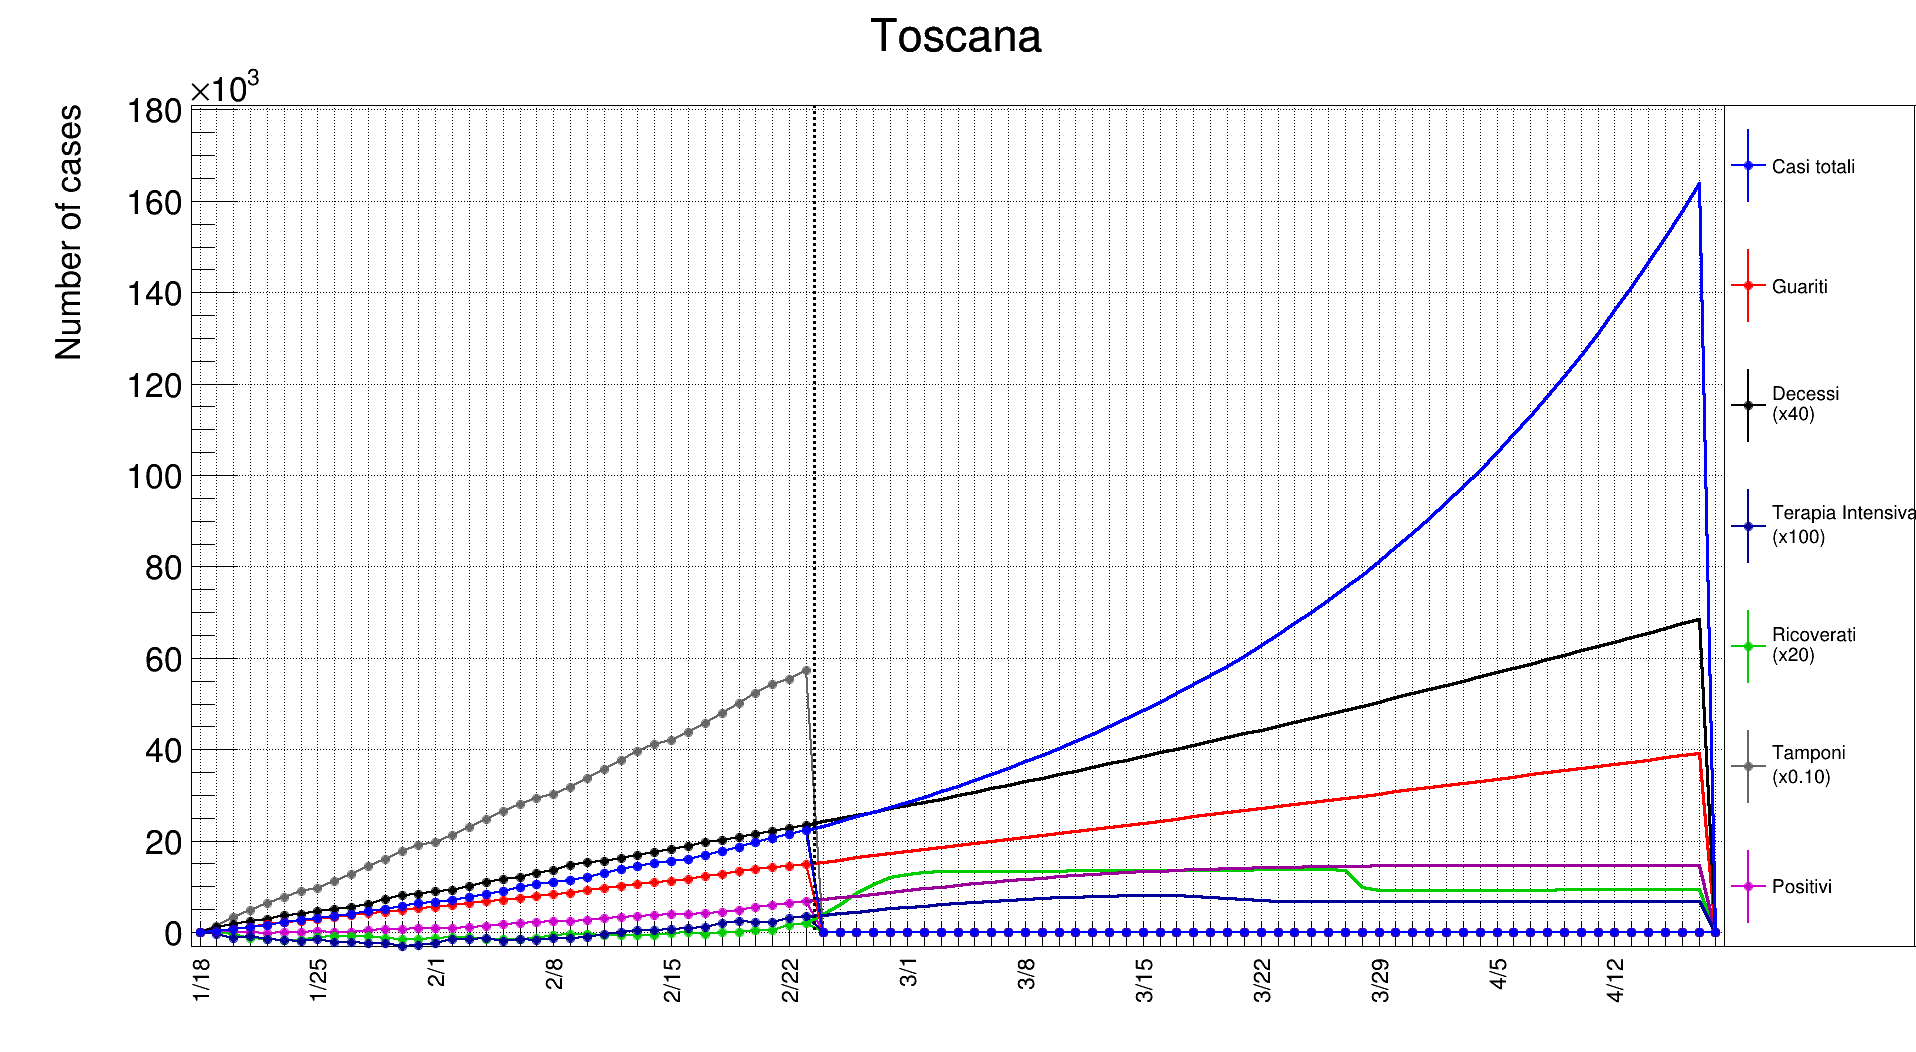 Toscana
×10³
Number of cases
180
160
140
120
100
80
60
40
20
0
1/18
1/25
2/1
2/8
2/15
2/22
3/1
3/8
3/15
3/22
3/29
4/5
4/12
Casi totali
Guariti
Decessi
(x40)
Terapia Intensiva
(x100)
Ricoverati
(x20)
Tamponi
(x0.10)
Positivi